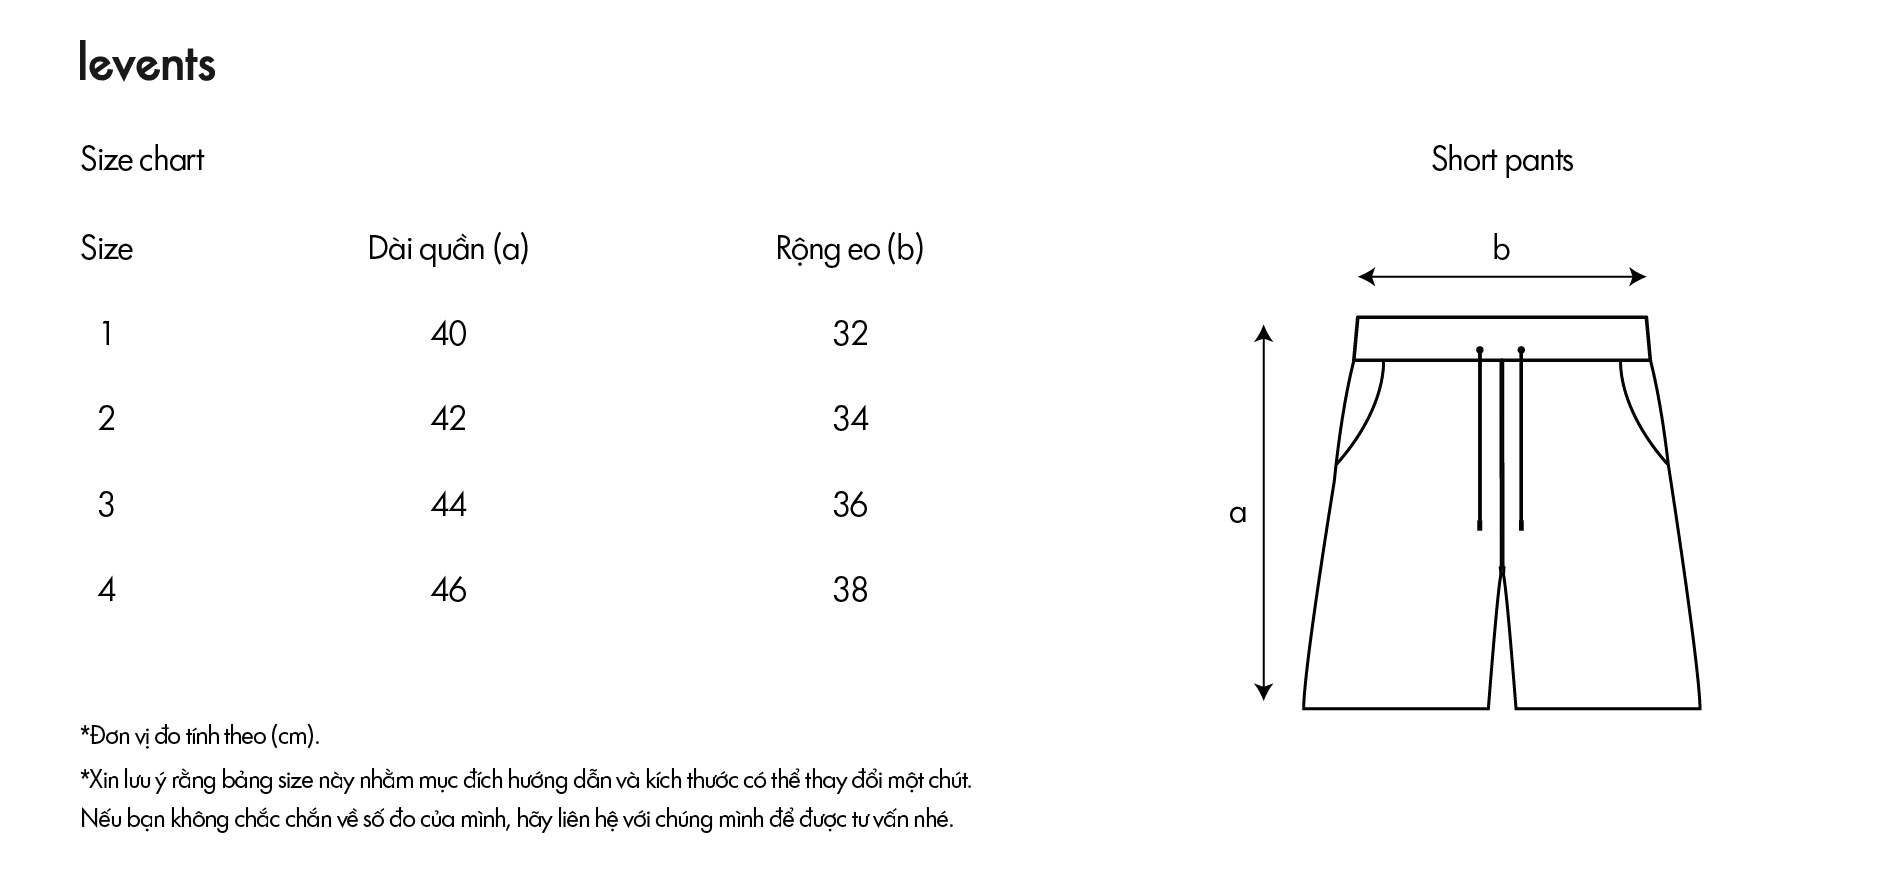 levents
Size chart
Short pants
Size Dài quần (a) Rộng eo (b)
1 40 32
2 42 34
3 44 36
4 46 38
b
a
*Đơn vị đo tính theo (cm).
*Xin lưu ý rằng bảng size này nhằm mục đích hướng dẫn và kích thước có thể thay đổi một chút.
Nếu bạn không chắc chắn về số đo của mình, hãy liên hệ với chúng mình để được tư vấn nhé.